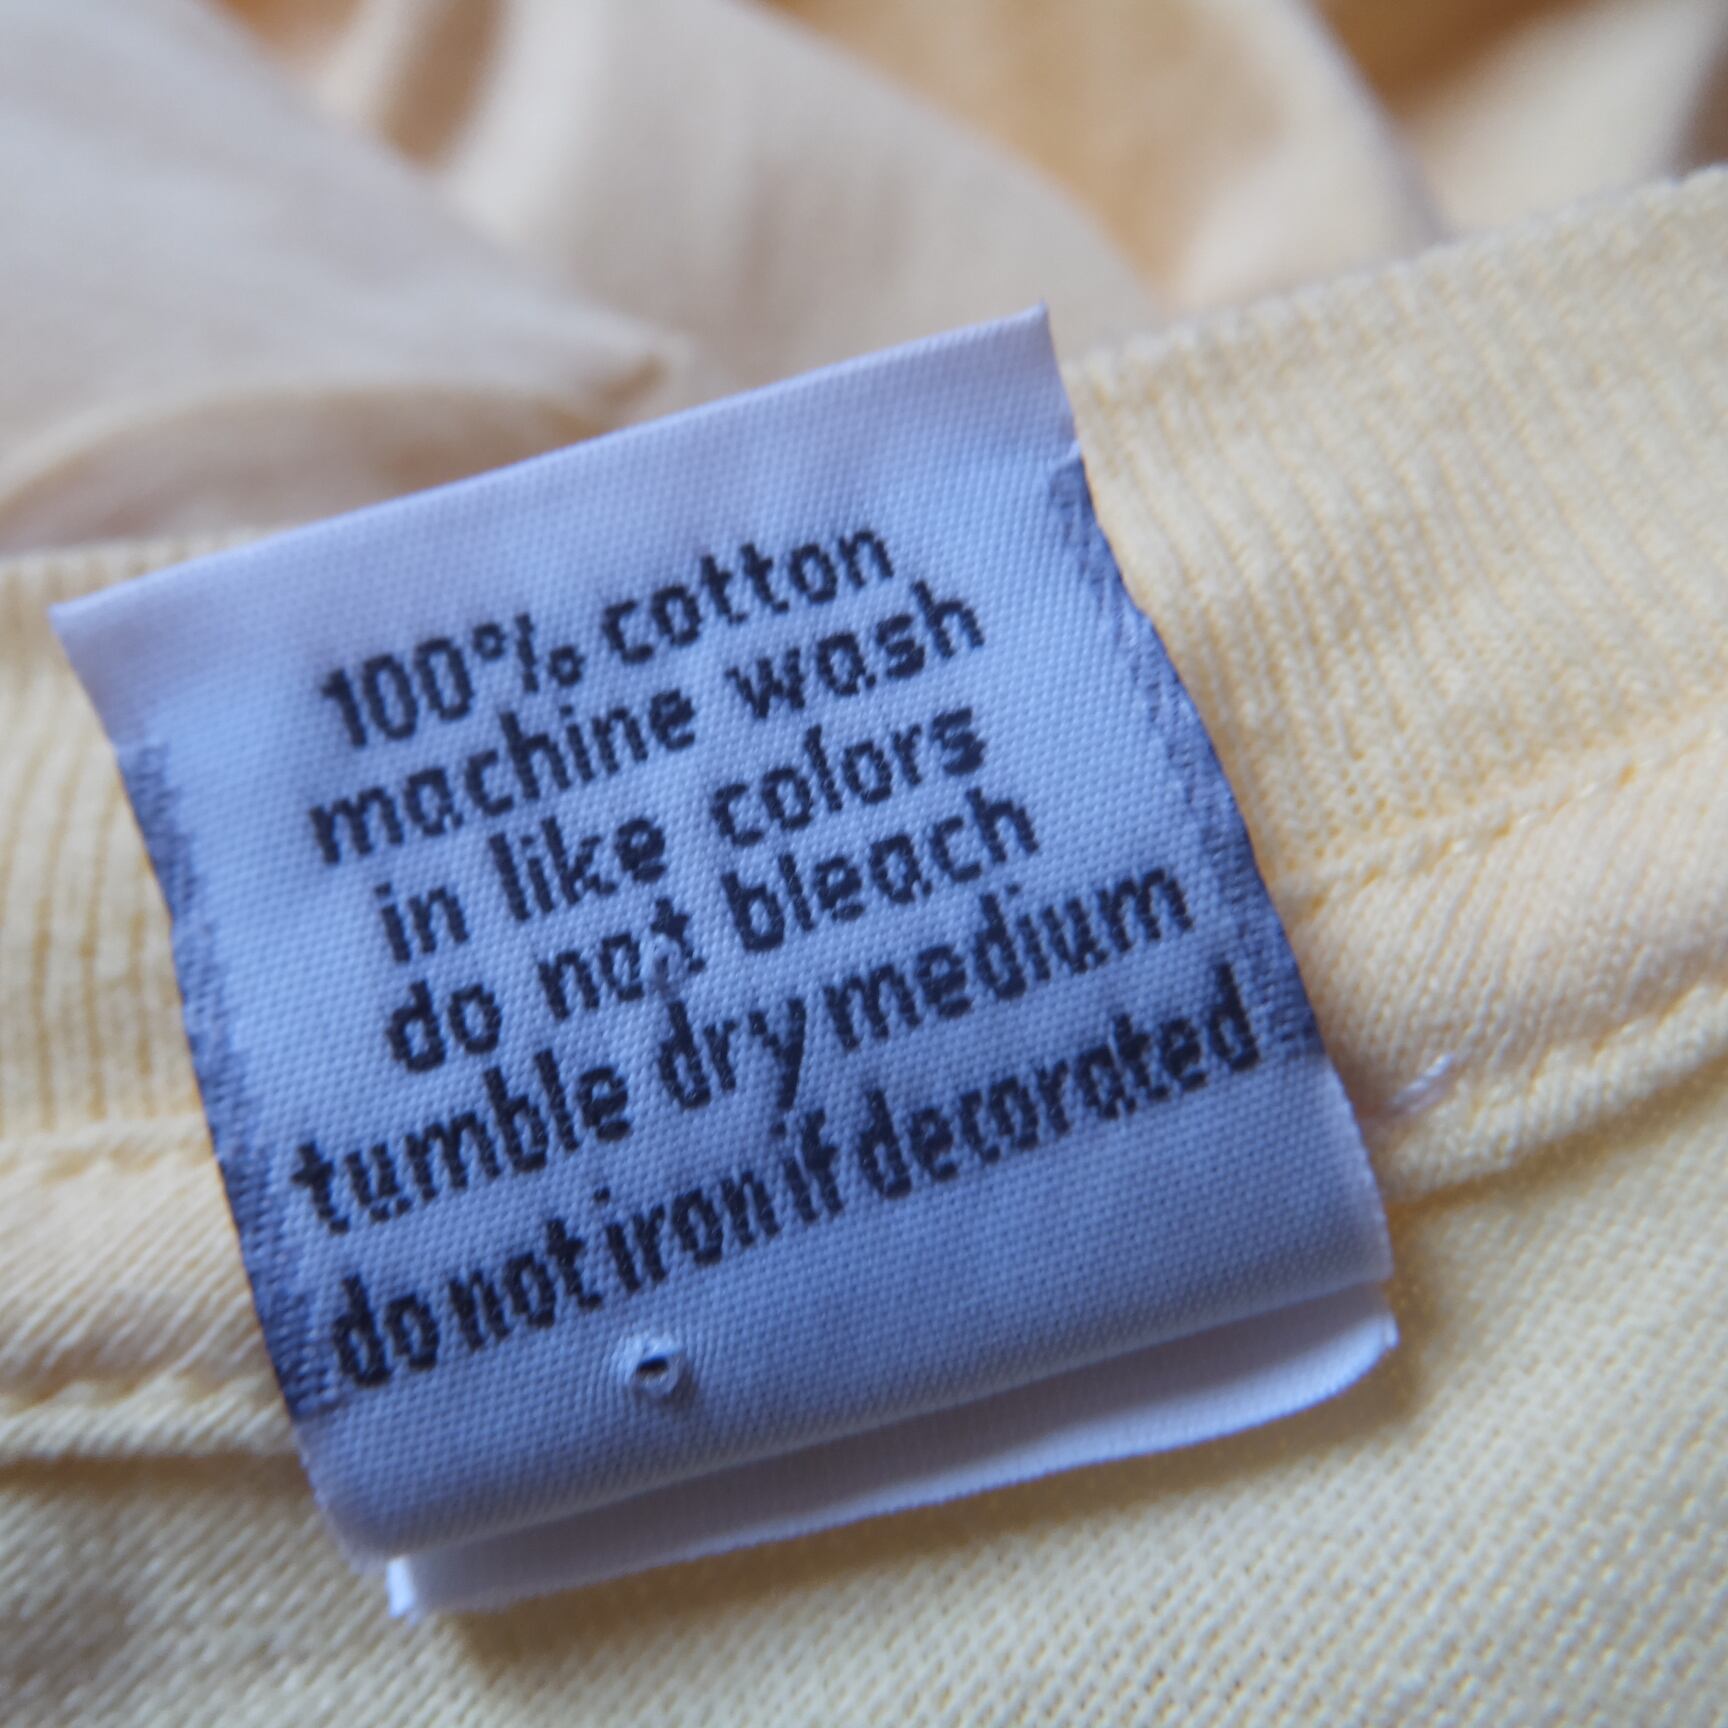 100% cotton
machine wash
in like colors
do not bleach
tumble dry medium
do not iron if decorated